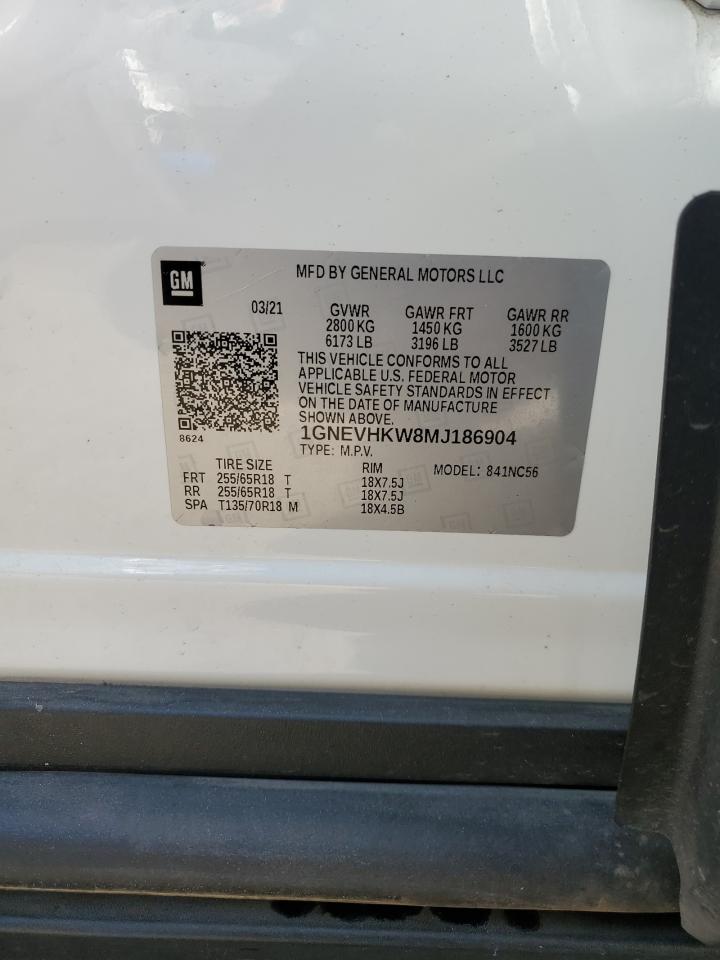 GM
MFD BY GENERAL MOTORS LLC
03/21 GVWR GAWR FRT GAWR RR
2800 KG 1450 KG 1600 KG
6173 LB 3196 LB 3527 LB
THIS VEHICLE CONFORMS TO ALL
APPLICABLE U.S. FEDERAL MOTOR
VEHICLE SAFETY STANDARDS IN EFFECT
ON THE DATE OF MANUFACTURE
SHOWN ABOVE.
8624
1GNEVHKW8MJ186904
TYPE: M.P.V.
TIRE SIZE RIM MODEL: 841NC56
FRT 255/65R18 T 18X7.5J
RR 255/65R18 T 18X7.5J
SPA T135/70R18 M 18X4.5B